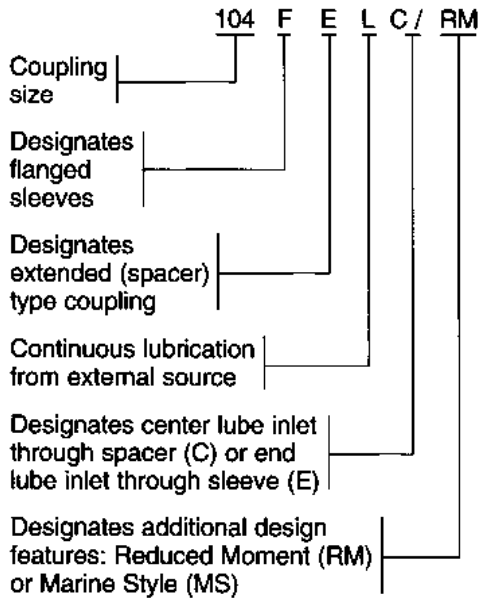 104 F E L C / RM
Coupling
size
Designates
flanged
sleeves
Designates
extended (spacer)
type coupling
Continuous lubrication
from external source
Designates center lube inlet
through spacer (C) or end
lube inlet through sleeve (E)
Designates additional design
features: Reduced Moment (RM)
or Marine Style (MS)